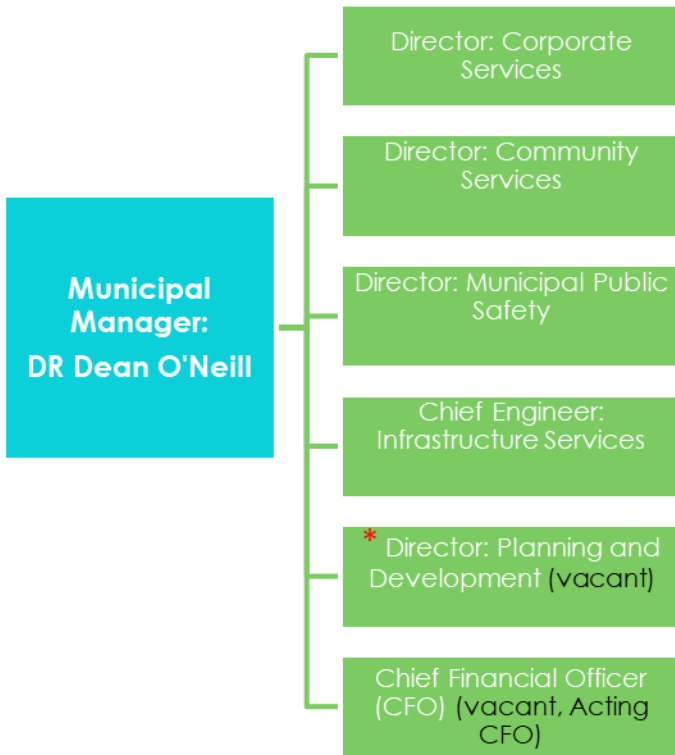 Municipal
Manager:
DR Dean O'Neill
Director: Corporate
Services
Director: Community
Services
Director: Municipal Public
Safety
Chief Engineer:
Infrastructure Services
* Director: Planning and
Development (vacant)
Chief Financial Officer
(CFO) (vacant, Acting
CFO)